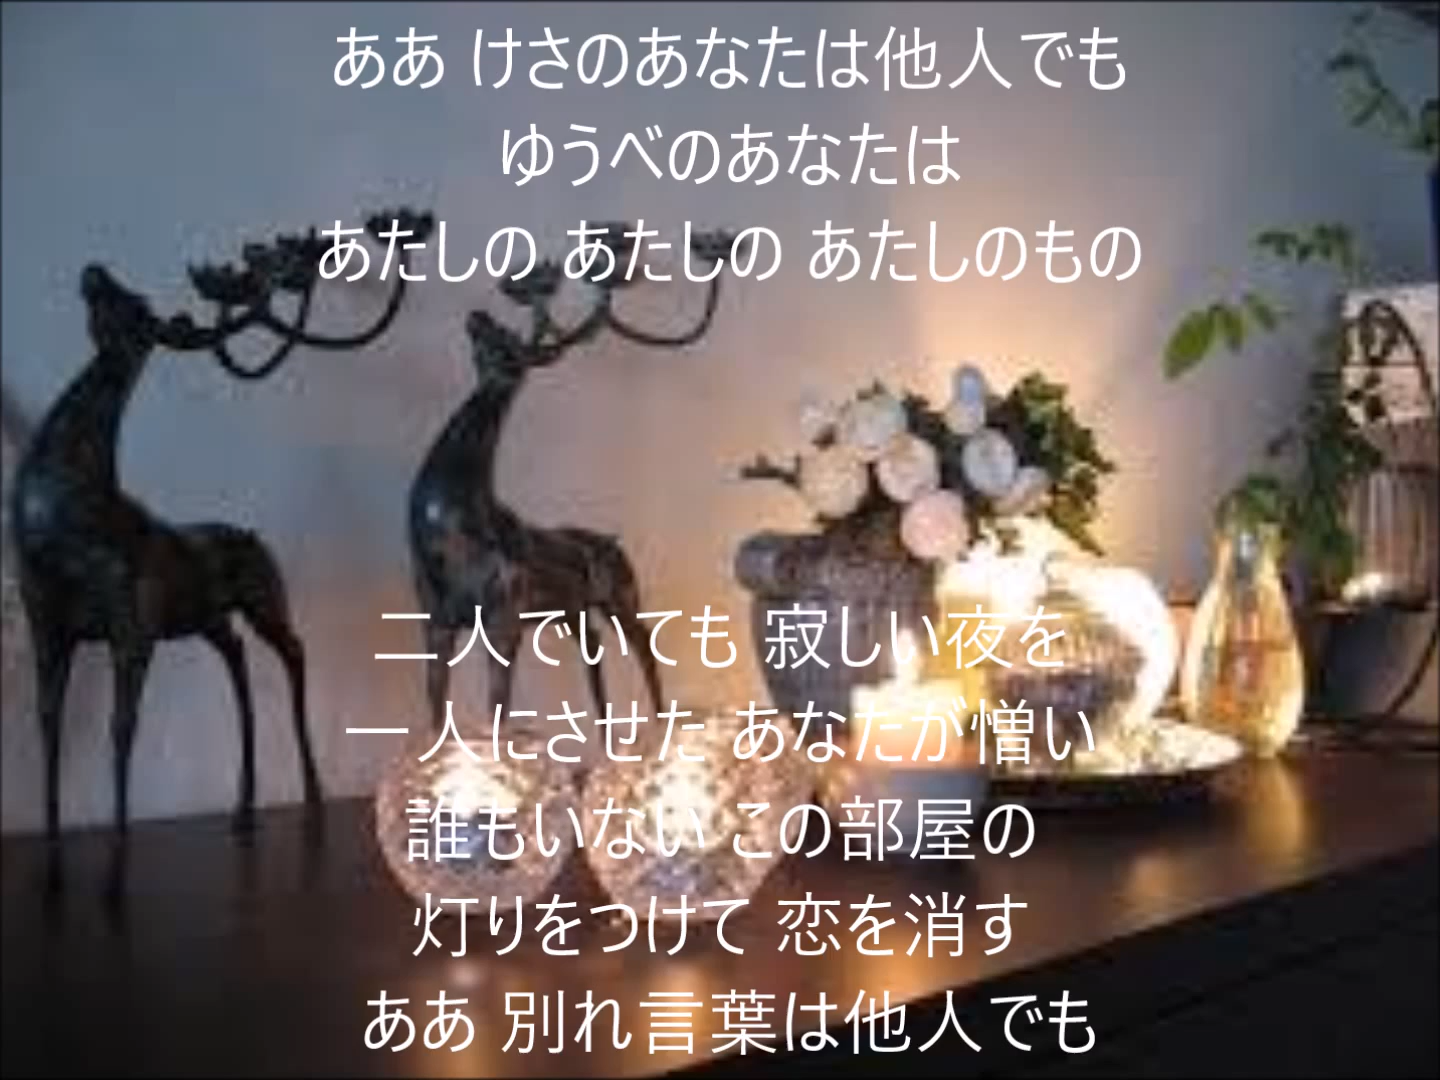 ああ けさのあなたは他人でも
ゆうべのあなたは
あたしの あたしの あたしのもの
二人でいても 寂しい夜を
一人にさせた あなたが憎い
誰もいない この部屋の
灯りをつけて 恋を消す
ああ 別れ言葉は他人でも